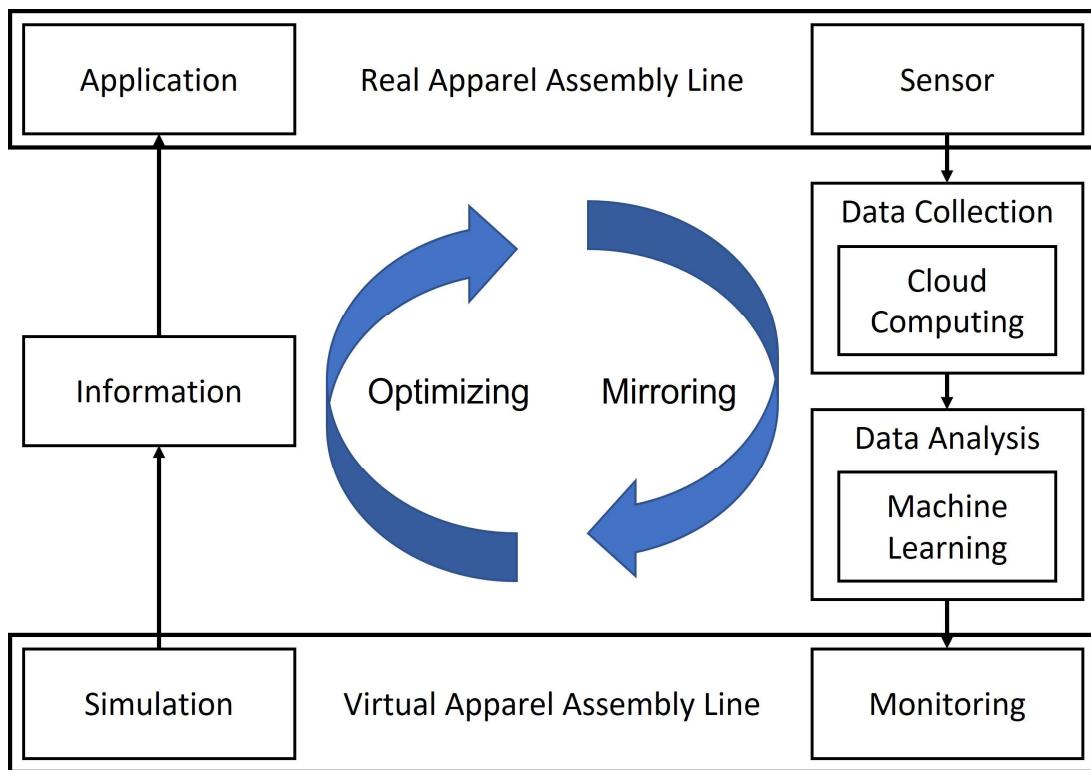 Application
Real Apparel Assembly Line
Sensor
Data Collection
Cloud
Computing
Information
Optimizing
Mirroring
Data Analysis
Machine
Learning
Simulation
Virtual Apparel Assembly Line
Monitoring